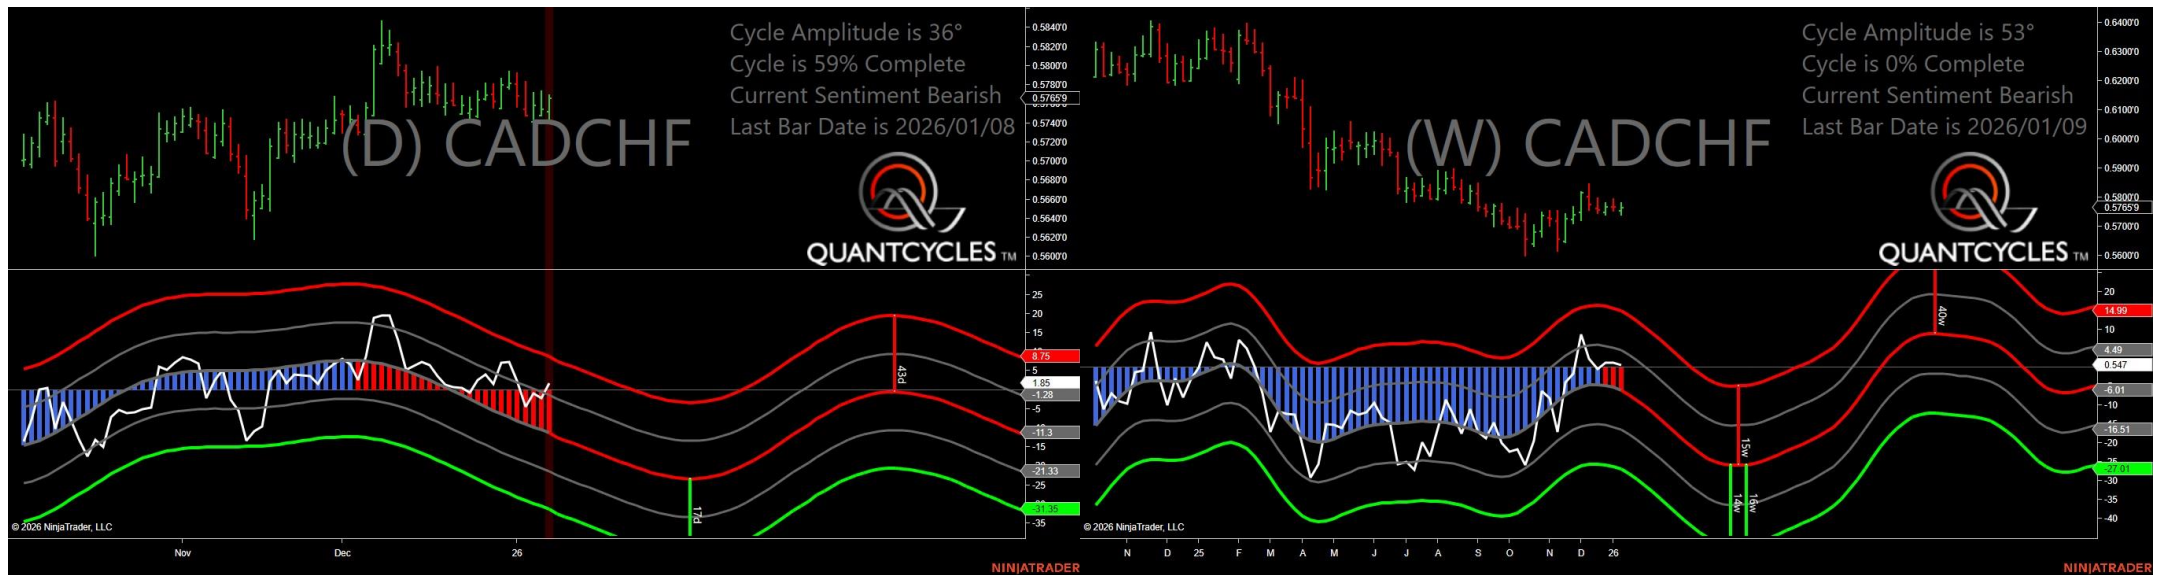 Cycle Amplitude is 36°
Cycle is 59% Complete
Current Sentiment Bearish
Last Bar Date is 2026/01/08
(D) CADCHF
QUANTCYCLES TM
0.5840'0
0.5820'0
0.5800'0
0.5780'0
0.5765'9
0.5740'0
0.5720'0
0.5700'0
0.5680'0
0.5660'0
0.5640'0
0.5620'0
0.5600'0
25
20
15
8.75
5
1.85
-1.28
-5
-11.3
-15
-21.33
-25
-31.35
-35
43d
17d
© 2026 NinjaTrader, LLC
Nov
Dec
26
NINJATRADER
Cycle Amplitude is 53°
Cycle is 0% Complete
Current Sentiment Bearish
Last Bar Date is 2026/01/09
(W) CADCHF
QUANTCYCLES TM
0.6400'0
0.6300'0
0.6200'0
0.6100'0
0.6000'0
0.5900'0
0.5800'0
0.5765'9
0.5700'0
0.5600'0
20
14.99
10
4.49
0.547
-6.01
-10
-16.51
-20
-27.01
-30
-35
-40
40w
15w
14w
16w
© 2026 NinjaTrader, LLC
N D 25 F M A M J J A S O N D 26
NINJATRADER